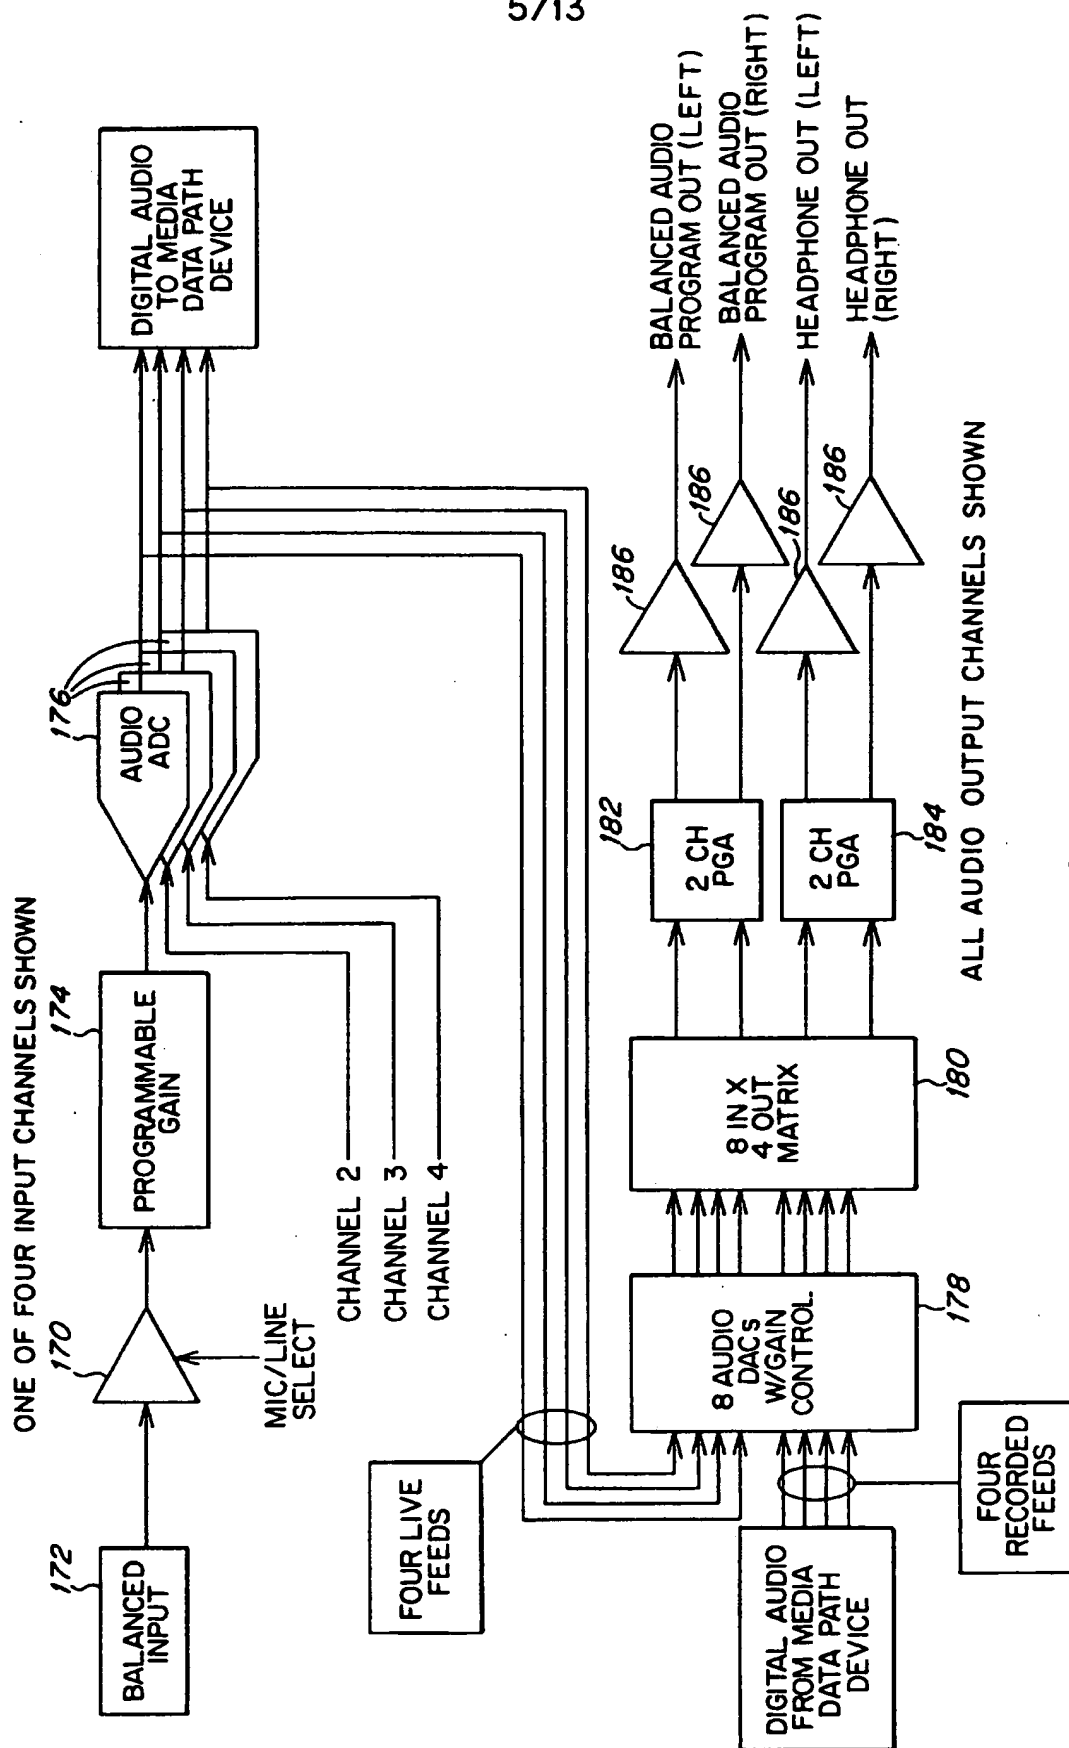 5/13
ONE OF FOUR INPUT CHANNELS SHOWN
172
BALANCED
INPUT
170
MIC/LINE
SELECT
174
PROGRAMMABLE
GAIN
176
AUDIO
ADC
DIGITAL AUDIO
TO MEDIA
DATA PATH
DEVICE
CHANNEL 2
CHANNEL 3
CHANNEL 4
FOUR LIVE
FEEDS
DIGITAL AUDIO
FROM MEDIA
DATA PATH
DEVICE
FOUR
RECORDED
FEEDS
8 AUDIO
DACs
W/GAIN
CONTROL
178
8 IN X
4 OUT
MATRIX
180
182
2 CH
PGA
2 CH
PGA
184
186
186
186
186
BALANCED AUDIO
PROGRAM OUT (LEFT)
BALANCED AUDIO
PROGRAM OUT (RIGHT)
HEADPHONE OUT (LEFT)
HEADPHONE OUT
(RIGHT)
ALL AUDIO OUTPUT CHANNELS SHOWN